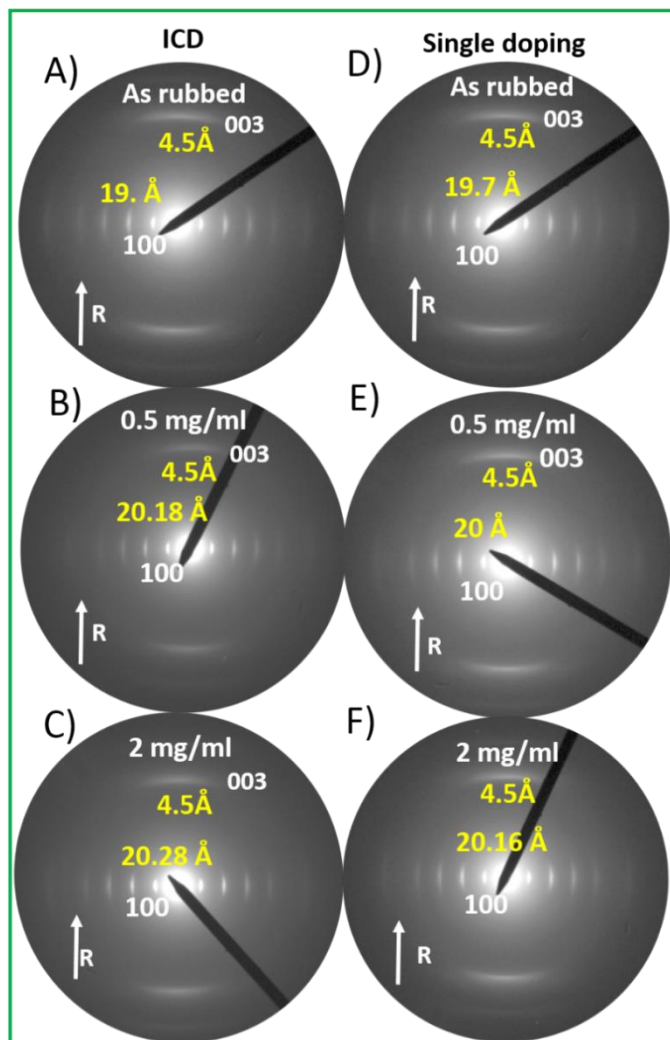 ICD
A)
As rubbed
003
4.5Å
19. Å
100
R
B)
0.5 mg/ml
003
4.5Å
20.18 Å
100
R
C)
2 mg/ml
003
4.5Å
20.28 Å
100
R
Single doping
D)
As rubbed
003
4.5Å
19.7 Å
100
R
E)
0.5 mg/ml
003
4.5Å
20 Å
100
R
F)
2 mg/ml
4.5Å
20.16 Å
100
R